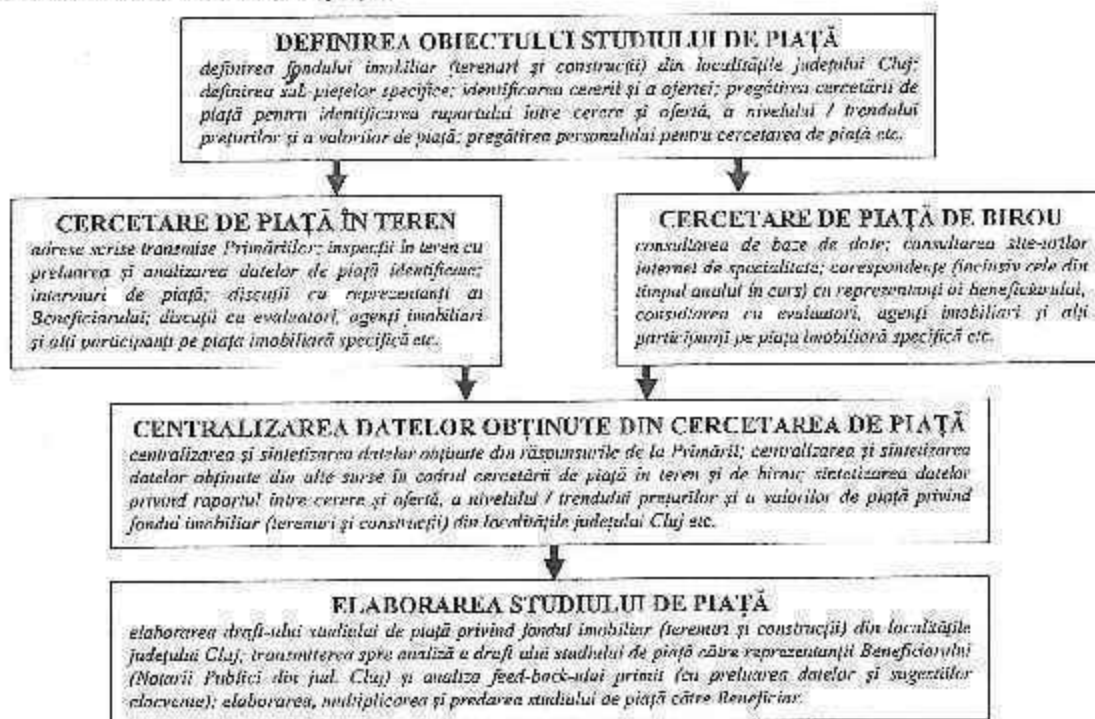 DEFINIREA OBIECTULUI STUDIULUI DE PIAȚĂ
definirea fondului imobiliar (terenuri și construcții) din localitățile județului Cluj;
definirea sub-piețelor specifice; identificarea cererii și a ofertei; pregătirea cercetării de
piață pentru identificarea raportului între cerere și ofertă, a nivelului / trendului
prețurilor și a valorilor de piață; pregătirea personalului pentru cercetarea de piață etc.
CERCETARE DE PIAȚĂ ÎN TEREN
adrese scrise transmise Primăriilor; inspecții în teren cu
preluarea și analizarea datelor de piață identificate;
interviuri de piață; discuții cu reprezentanți ai
Beneficiarului; discuții cu evaluatori, agenți imobiliari
și alți participanți pe piața imobiliară specifică etc.
CERCETARE DE PIAȚĂ DE BIROU
consultarea de baze de date; consultarea site-urilor
internet de specialitate; corespondențe (inclusiv cele din
timpul anului în curs) cu reprezentanți ai beneficiarului,
consultarea cu evaluatori, agenți imobiliari și alți
participanți pe piața imobiliară specifică etc.
CENTRALIZAREA DATELOR OBȚINUTE DIN CERCETAREA DE PIAȚĂ
centralizarea și sintetizarea datelor obținute din răspunsurile de la Primării; centralizarea și sintetizarea
datelor obținute din alte surse în cadrul cercetării de piață în teren și de birou; sintetizarea datelor
privind raportul între cerere și ofertă, a nivelului / trendului prețurilor și a valorilor de piață privind
fondul imobiliar (terenuri și construcții) din localitățile județului Cluj etc.
ELABORAREA STUDIULUI DE PIAȚĂ
elaborarea draft-ului studiului de piață privind fondul imobiliar (terenuri și construcții) din localitățile
județului Cluj; transmiterea spre analiză a draft ului studiului de piață către reprezentanții Beneficiarului
(Notarii Publici din jud. Cluj) și analiza feed-back-ului primit (cu preluarea datelor și sugestiilor
elocvente); elaborarea, multiplicarea și predarea studiului de piață către Beneficiar.